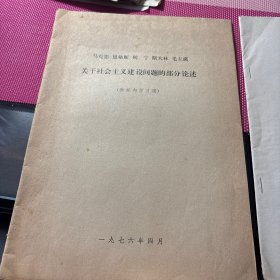 马克思 恩格斯 列宁 斯大林 毛主席
关于社会主义建设问题的部分论述
一九七六年四月